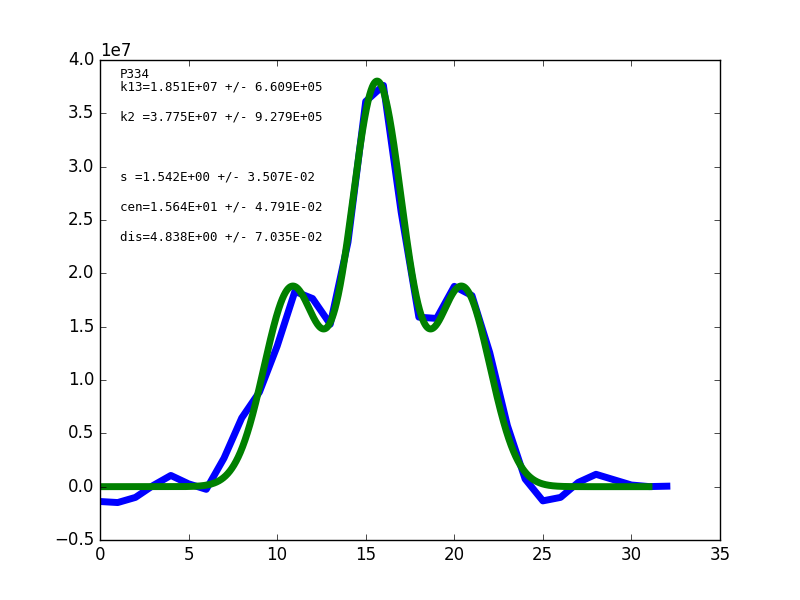 1e7
4.0
P334
k13=1.851E+07 +/- 6.609E+05
3.5
k2 =3.775E+07 +/- 9.279E+05
3.0
s =1.542E+00 +/- 3.507E-02
cen=1.564E+01 +/- 4.791E-02
2.5
dis=4.838E+00 +/- 7.035E-02
2.0
1.5
1.0
0.5
0.0
−0.5
0 5 10 15 20 25 30 35